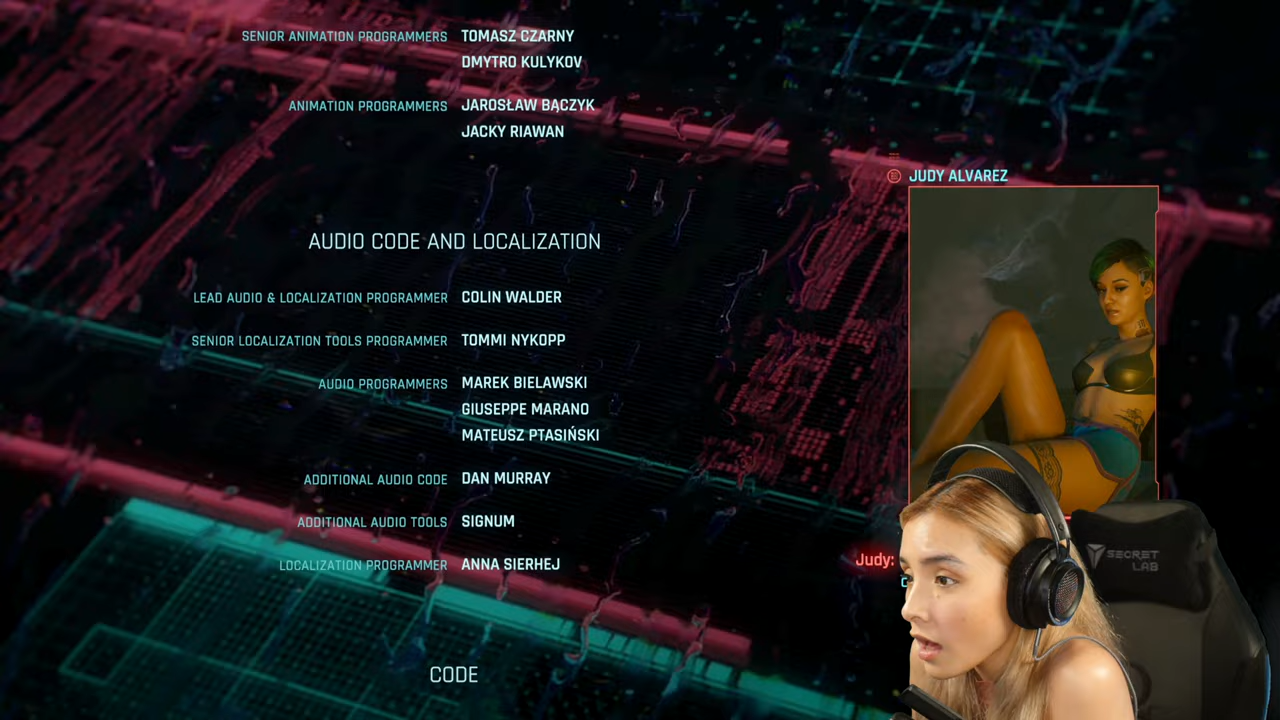 SENIOR ANIMATION PROGRAMMERS TOMASZ CZARNY
DMYTRO KULYKOV
ANIMATION PROGRAMMERS JAROSŁAW BĄCZYK
JACKY RIAWAN
AUDIO CODE AND LOCALIZATION
LEAD AUDIO & LOCALIZATION PROGRAMMER COLIN WALDER
SENIOR LOCALIZATION TOOLS PROGRAMMER TOMMI NYKOPP
AUDIO PROGRAMMERS MAREK BIELAWSKI
GIUSEPPE MARANO
MATEUSZ PTASIŃSKI
ADDITIONAL AUDIO CODE DAN MURRAY
ADDITIONAL AUDIO TOOLS SIGNUM
LOCALIZATION PROGRAMMER ANNA SIERHEJ
CODE
JUDY ALVAREZ
Judy:
SECRET
LAB